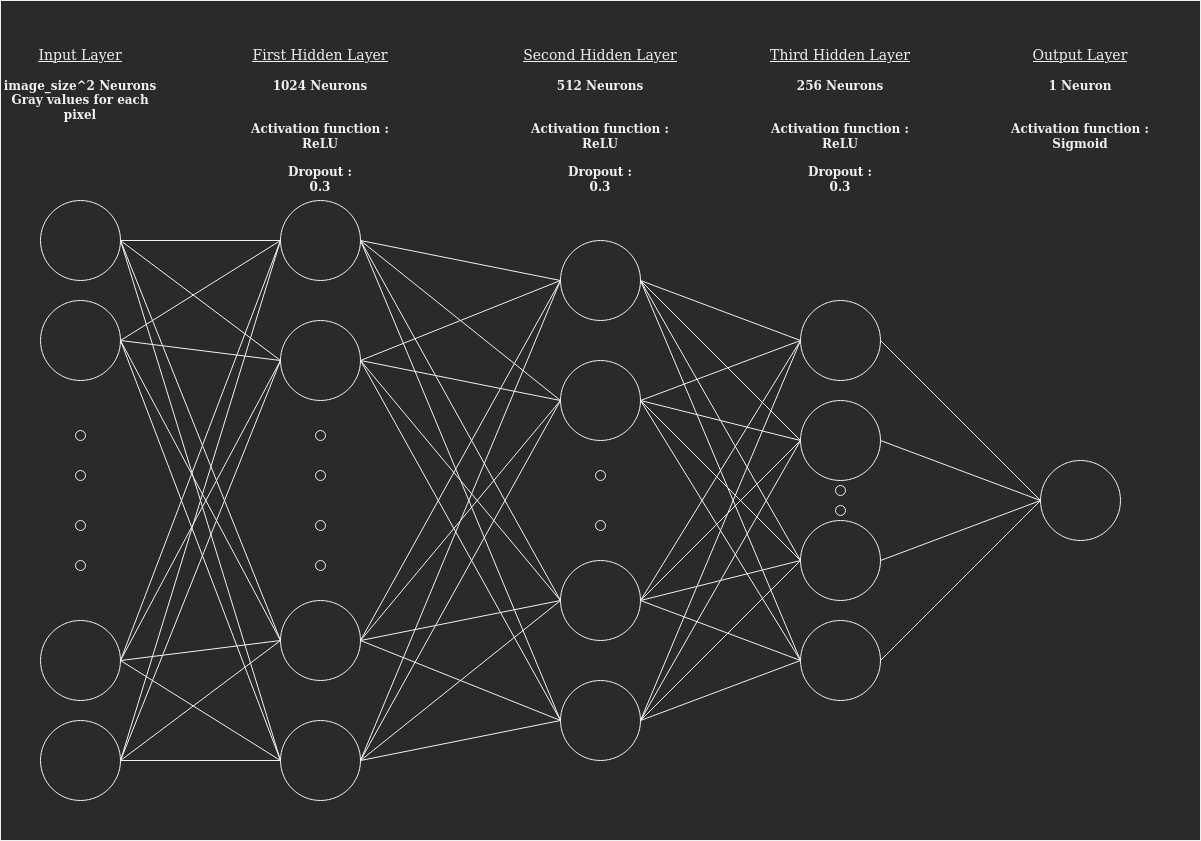 Input Layer
image_size^2 Neurons
Gray values for each
pixel
First Hidden Layer
1024 Neurons
Activation function :
ReLU
Dropout :
0.3
Second Hidden Layer
512 Neurons
Activation function :
ReLU
Dropout :
0.3
Third Hidden Layer
256 Neurons
Activation function :
ReLU
Dropout :
0.3
Output Layer
1 Neuron
Activation function :
Sigmoid